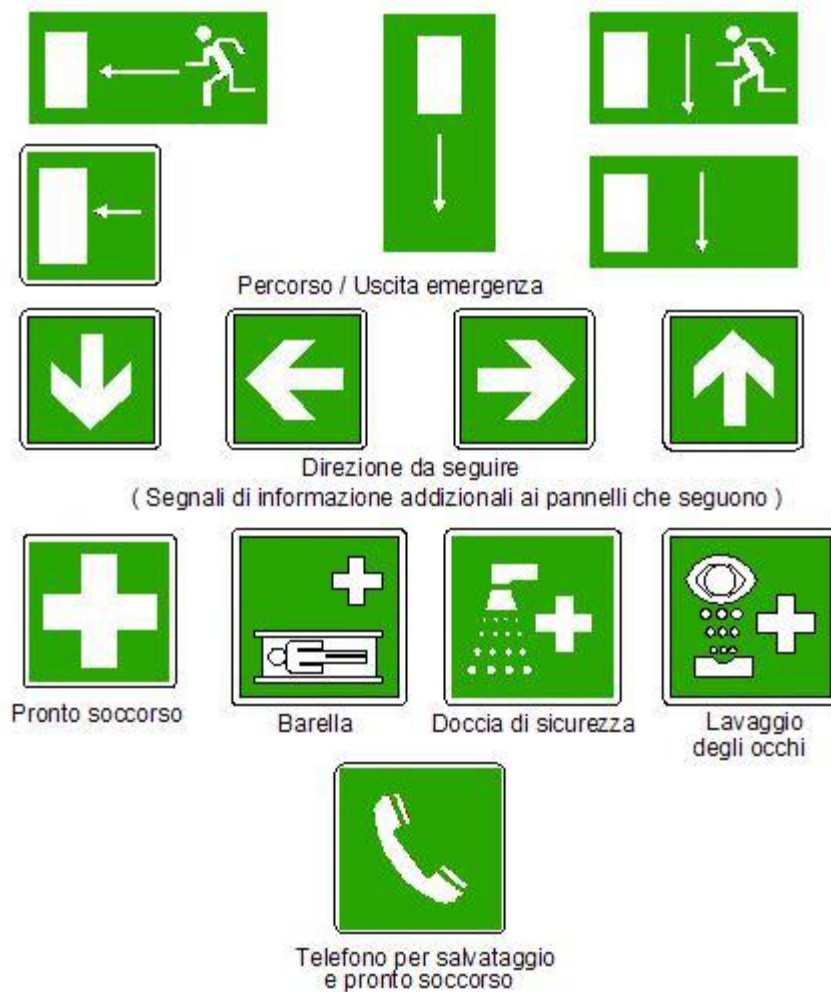 Percorso / Uscita emergenza
Direzione da seguire
( Segnali di informazione addizionali ai pannelli che seguono )
Pronto soccorso
Barella
Doccia di sicurezza
Lavaggio
degli occhi
Telefono per salvataggio
e pronto soccorso